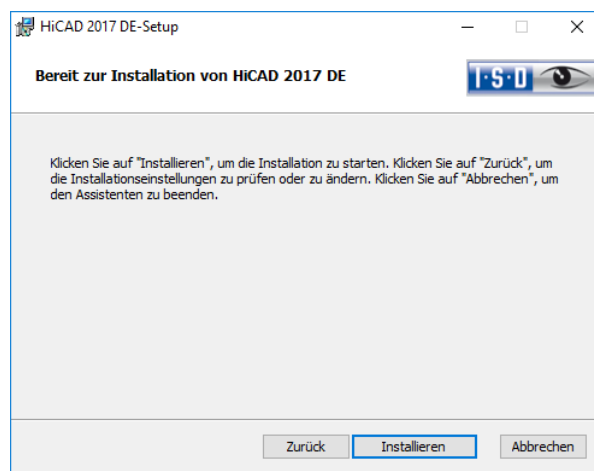 HiCAD 2017 DE-Setup
Bereit zur Installation von HiCAD 2017 DE
I·S·D
Klicken Sie auf "Installieren", um die Installation zu starten. Klicken Sie auf "Zurück", um
die Installationseinstellungen zu prüfen oder zu ändern. Klicken Sie auf "Abbrechen", um
den Assistenten zu beenden.
Zurück
Installieren
Abbrechen